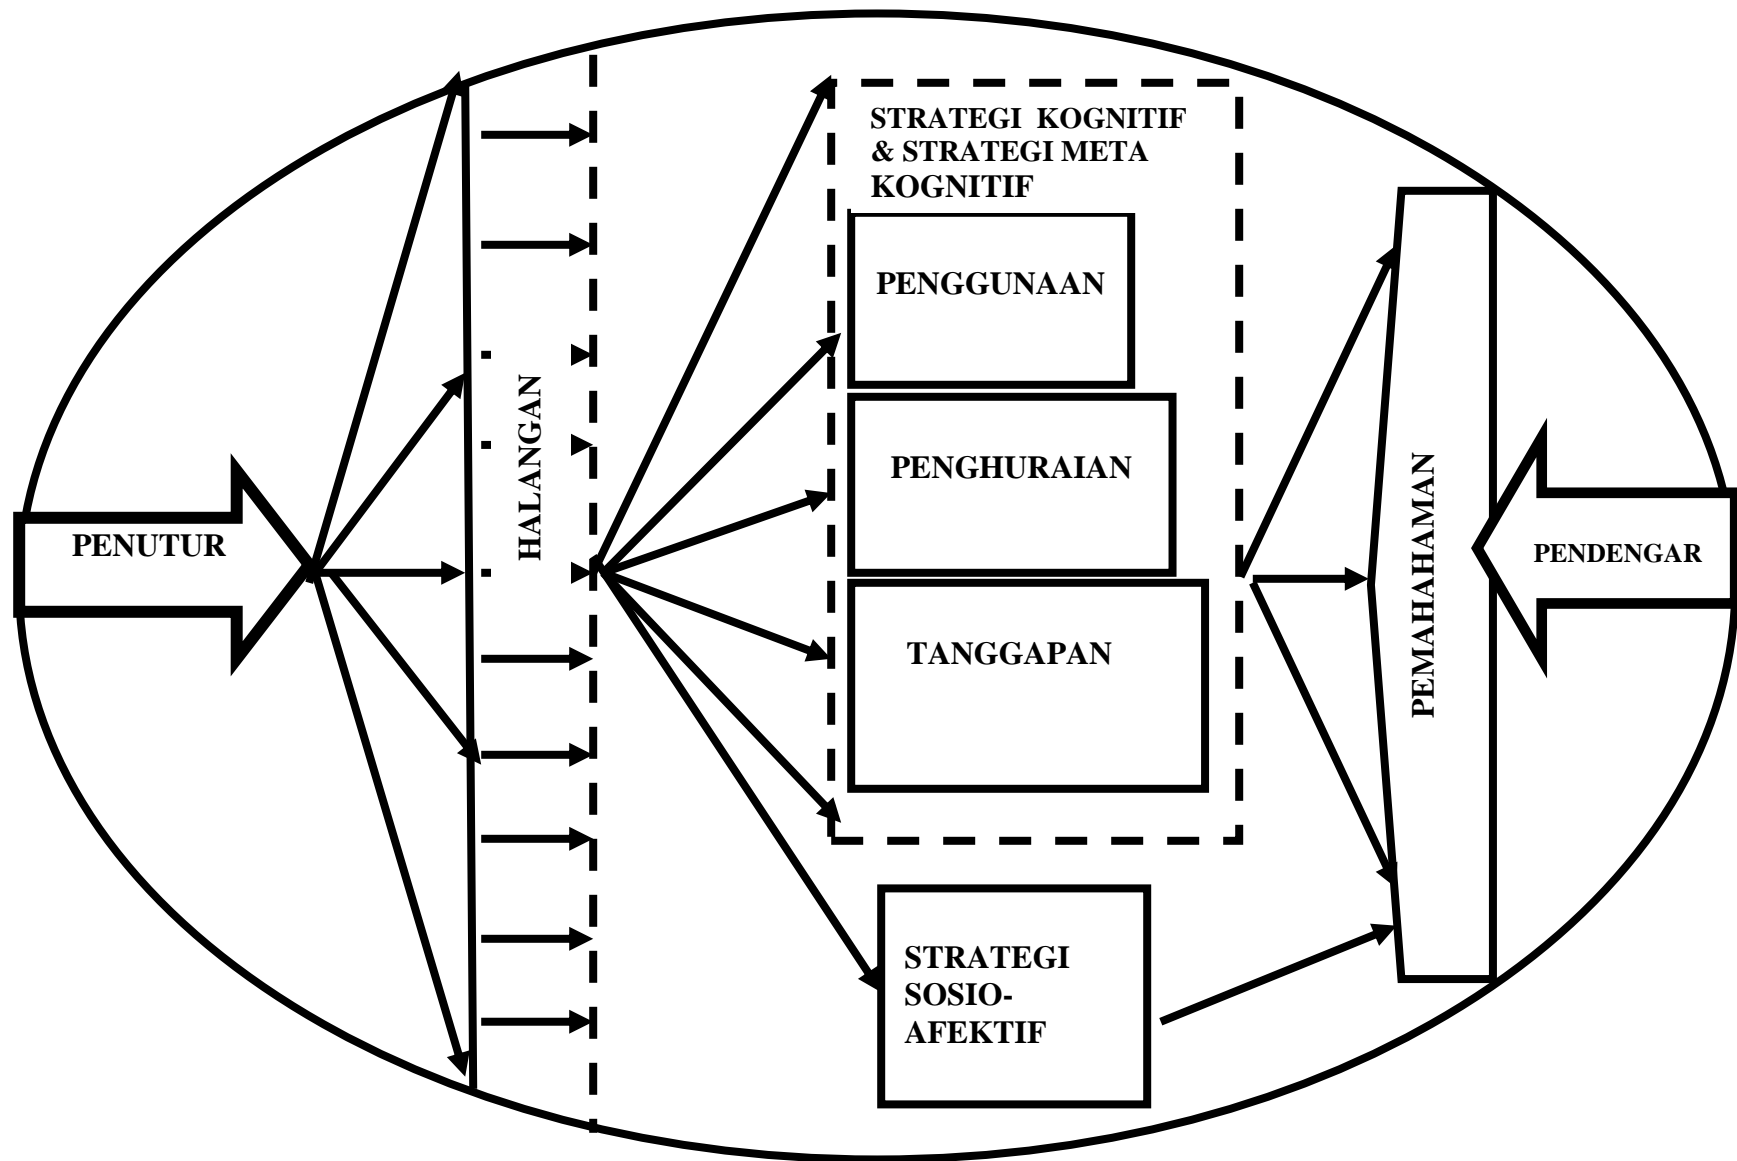 PENUTUR
HALANGAN
STRATEGI KOGNITIF
& STRATEGI META
KOGNITIF
PENGGUNAAN
PENGHURAIAN
TANGGAPAN
STRATEGI
SOSIO-
AFEKTIF
PEMAHAHAMAN
PENDENGAR